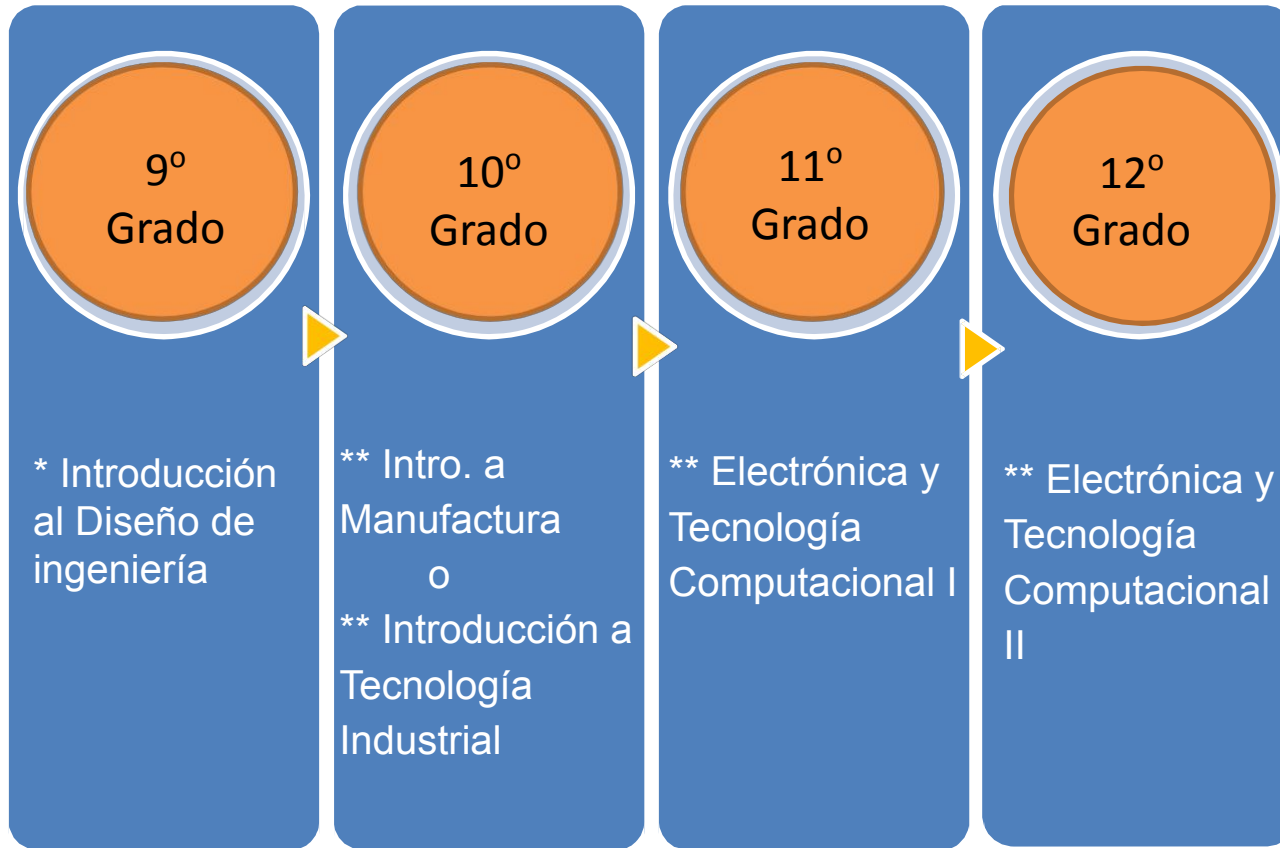 9º
Grado
* Introducción
al Diseño de
ingeniería
10º
Grado
** Intro. a
Manufactura
o
** Introducción a
Tecnología
Industrial
11º
Grado
** Electrónica y
Tecnología
Computacional I
12º
Grado
** Electrónica y
Tecnología
Computacional
II